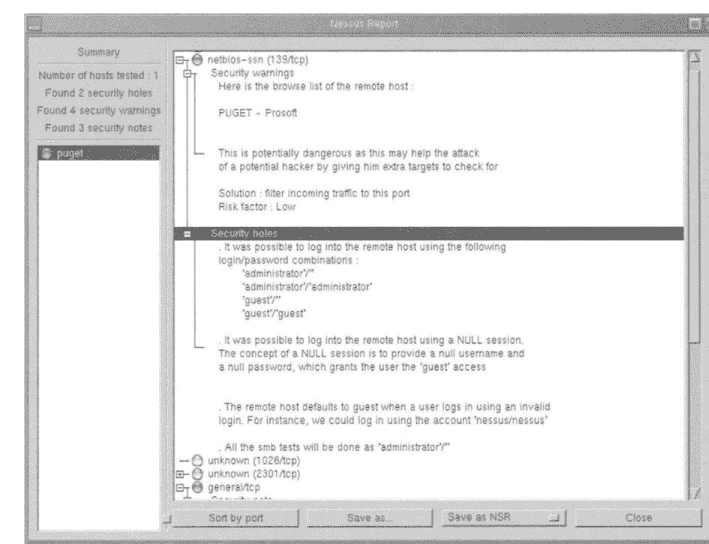 Nessus Report
Summary
Number of hosts tested : 1
Found 2 security holes
Found 4 security warnings
Found 3 security notes
puget
netbios-ssn (139/tcp)
Security warnings
Here is the browse list of the remote host :
PUGET - Prosoft
This is potentially dangerous as this may help the attack
of a potential hacker by giving him extra targets to check for
Solution : filter incoming traffic to this port
Risk factor : Low
Security holes
. It was possible to log into the remote host using the following
login/password combinations :
'administrator'/''
'administrator'/'administrator'
'guest'/''
'guest'/'guest'
. It was possible to log into the remote host using a NULL session.
The concept of a NULL session is to provide a null username and
a null password, which grants the user the 'guest' access
. The remote host defaults to guest when a user logs in using an invalid
login. For instance, we could log in using the account 'nessus/nessus'
. All the smb tests will be done as 'administrator'/''
unknown (1026/tcp)
unknown (2301/tcp)
general/tcp
Sort by port
Save as...
Save as NSR
Close